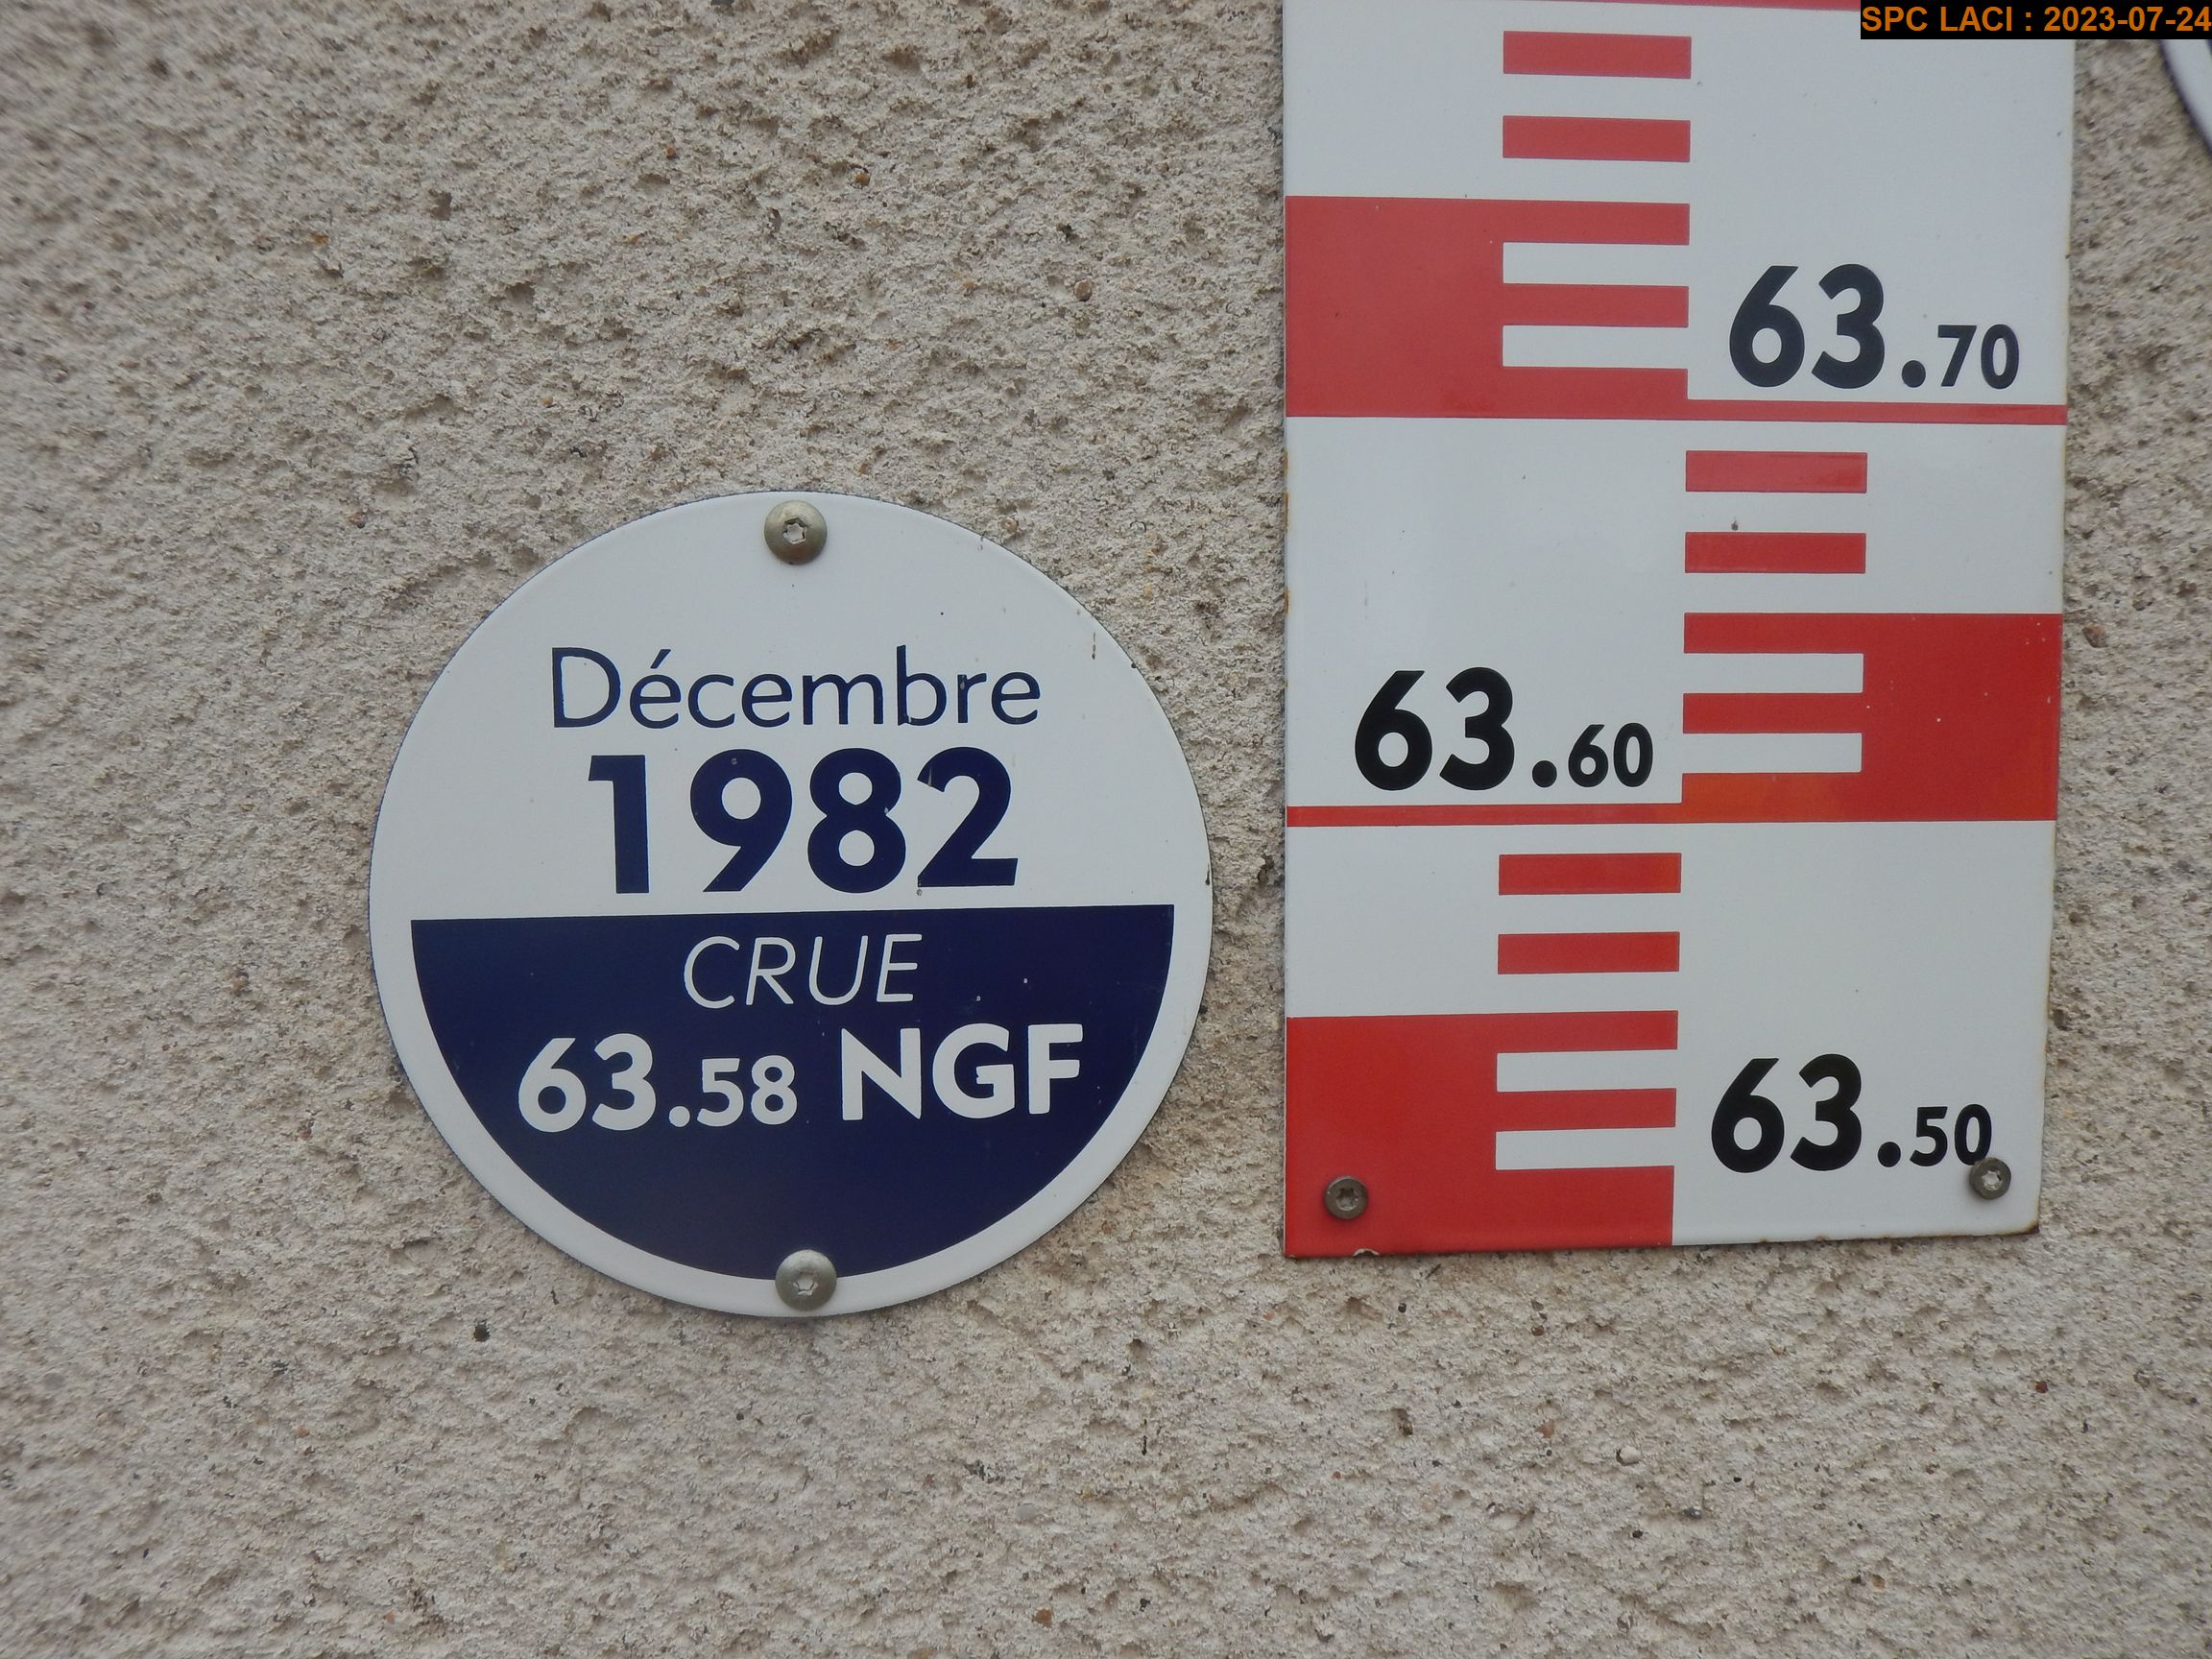 SPC LACI : 2023-07-24
63.70
63.60
63.50
Décembre
1982
CRUE
63.58 NGF